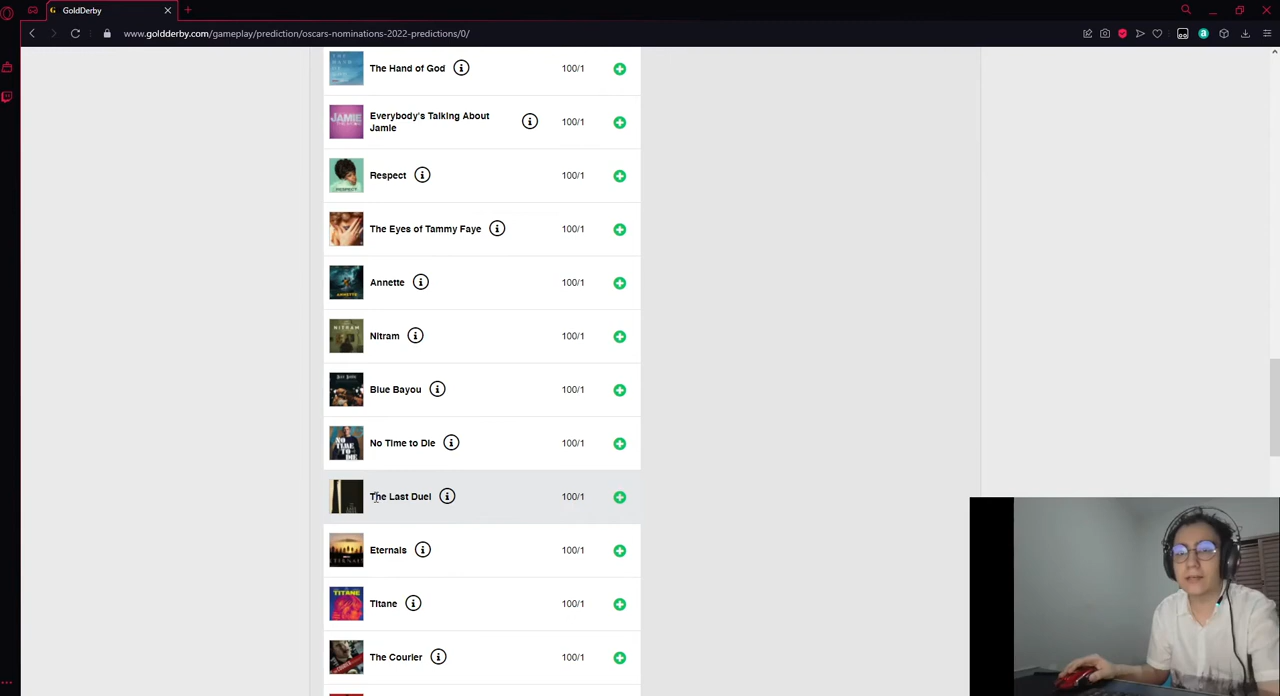 GoldDerby
www.goldderby.com/gameplay/prediction/oscars-nominations-2022-predictions/0/
The Hand of God 100/1
Everybody's Talking About
Jamie 100/1
Respect 100/1
The Eyes of Tammy Faye 100/1
Annette 100/1
Nitram 100/1
Blue Bayou 100/1
No Time to Die 100/1
The Last Duel 100/1
Eternals 100/1
Titane 100/1
The Courier 100/1